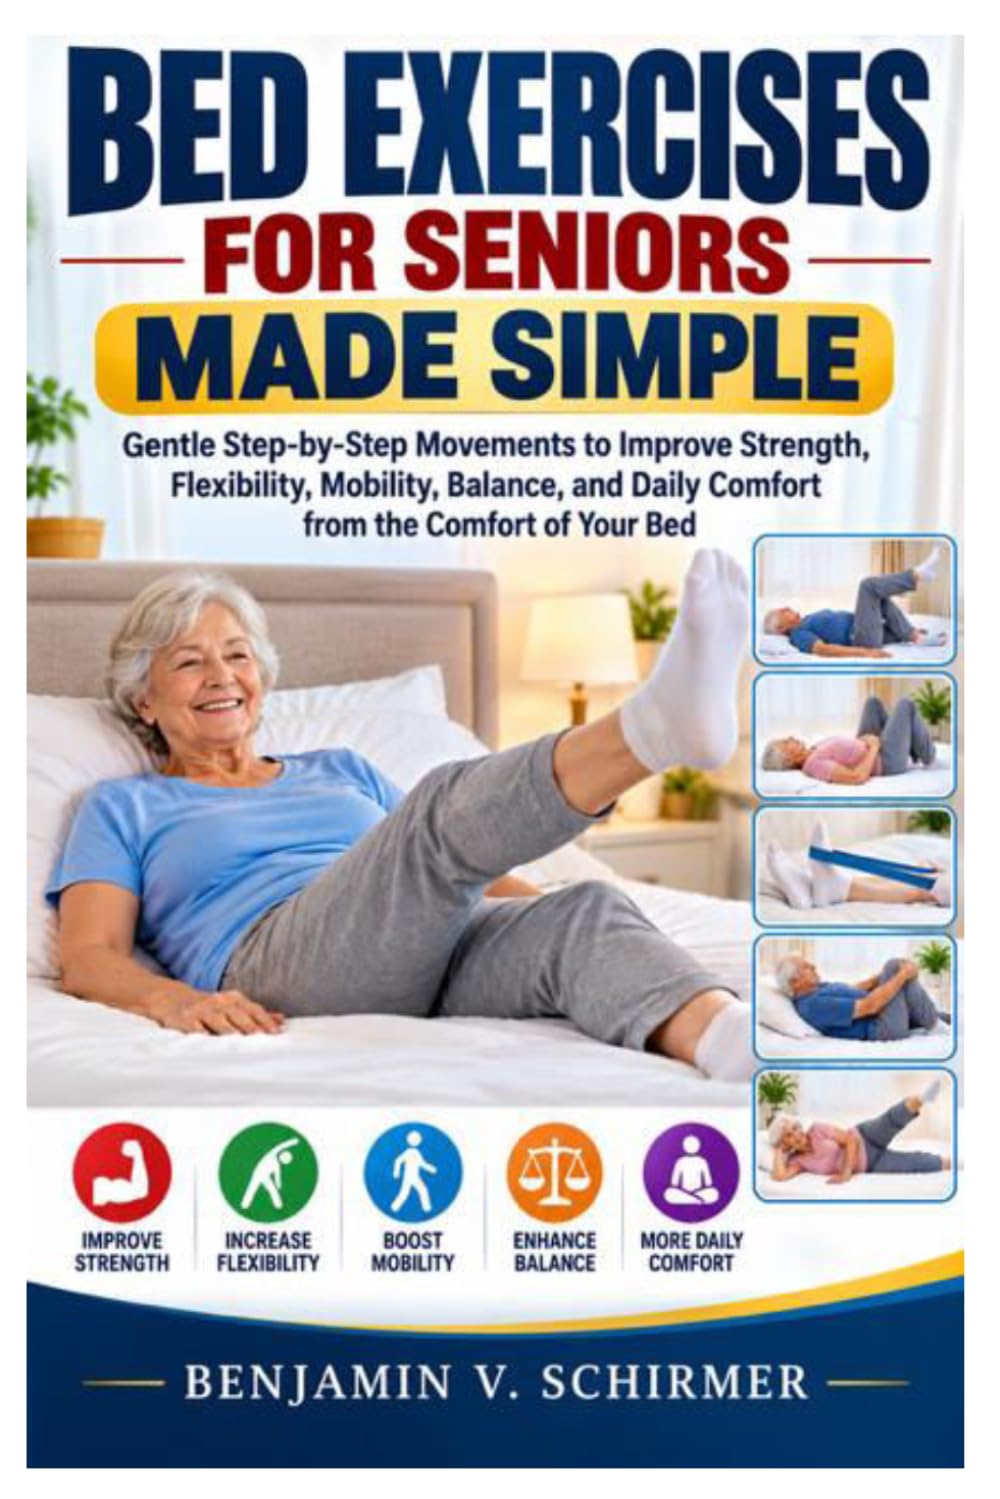 BED EXERCISES
FOR SENIORS
MADE SIMPLE
Gentle Step-by-Step Movements to Improve Strength,
Flexibility, Mobility, Balance, and Daily Comfort
from the Comfort of Your Bed
IMPROVE
STRENGTH
INCREASE
FLEXIBILITY
BOOST
MOBILITY
ENHANCE
BALANCE
MORE DAILY
COMFORT
BENJAMIN V. SCHIRMER